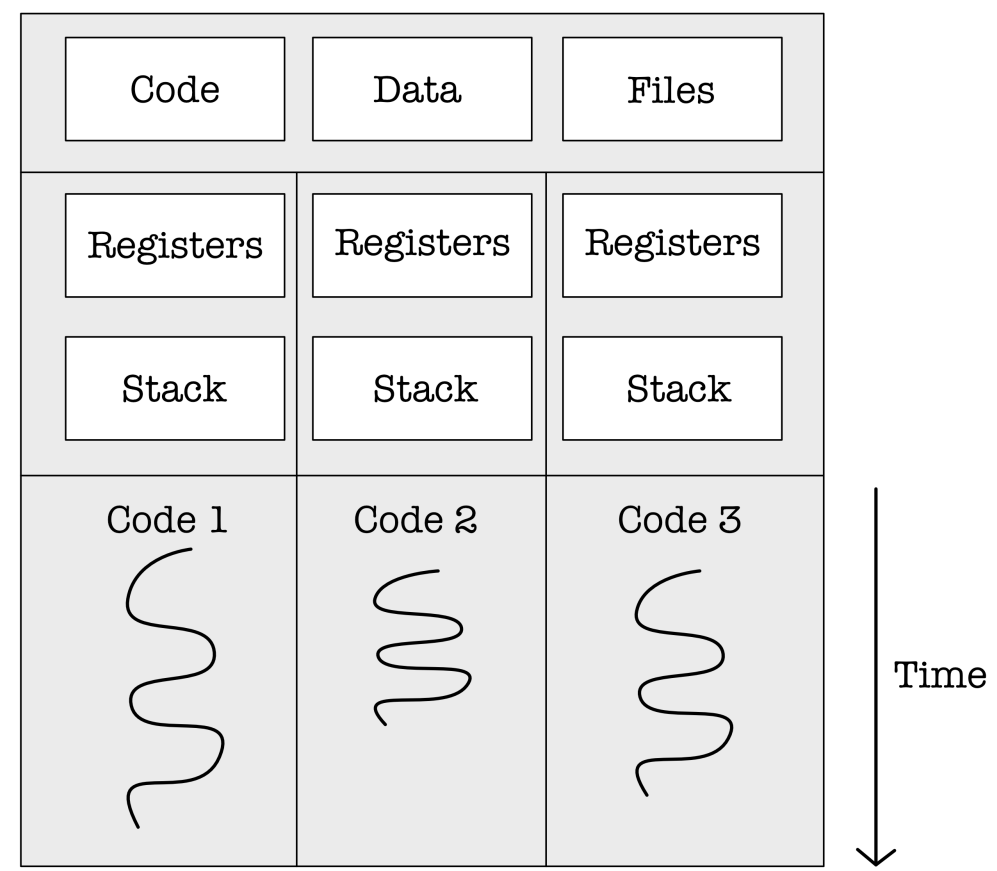 Code Data Files
Registers Registers Registers
Stack Stack Stack
Code 1 Code 2 Code 3
Time